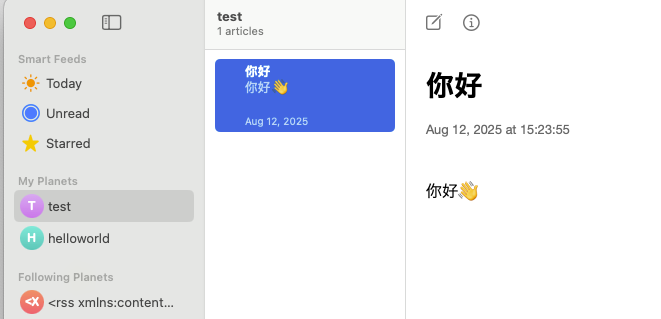 Smart Feeds
Today
Unread
Starred
My Planets
T test
H helloworld
Following Planets
<X <rss xmlns:content...
test
1 articles
你好
你好👋
Aug 12, 2025
你好
Aug 12, 2025 at 15:23:55
你好👋